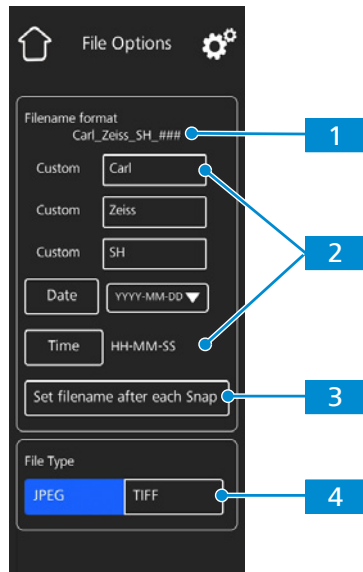 File Options
Filename format
Carl_Zeiss_SH_###
1
Custom Carl
2
Custom Zeiss
Custom SH
Date YYYY-MM-DD
Time HH-MM-SS
Set filename after each Snap
3
File Type
JPEG TIFF
4